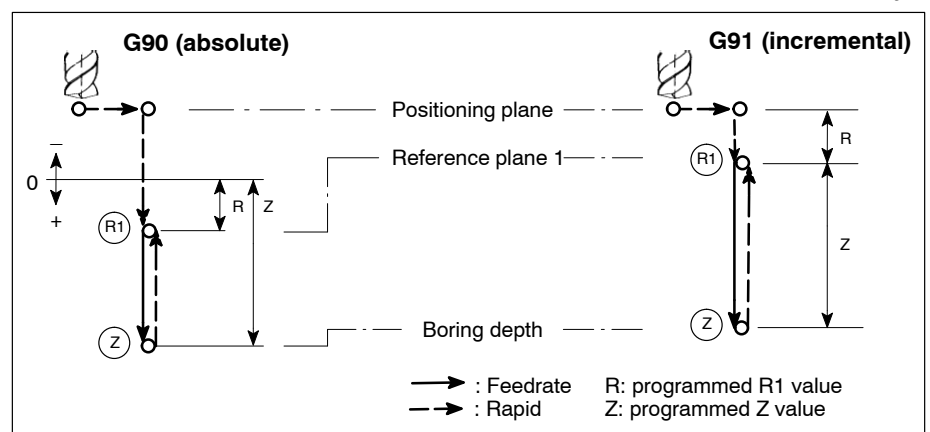 G90 (absolute)
G91 (incremental)
Positioning plane
R
Reference plane 1
R1
–
0
+
R Z
R1
Z
Z
Boring depth
Z
: Feedrate R: programmed R1 value
: Rapid Z: programmed Z value